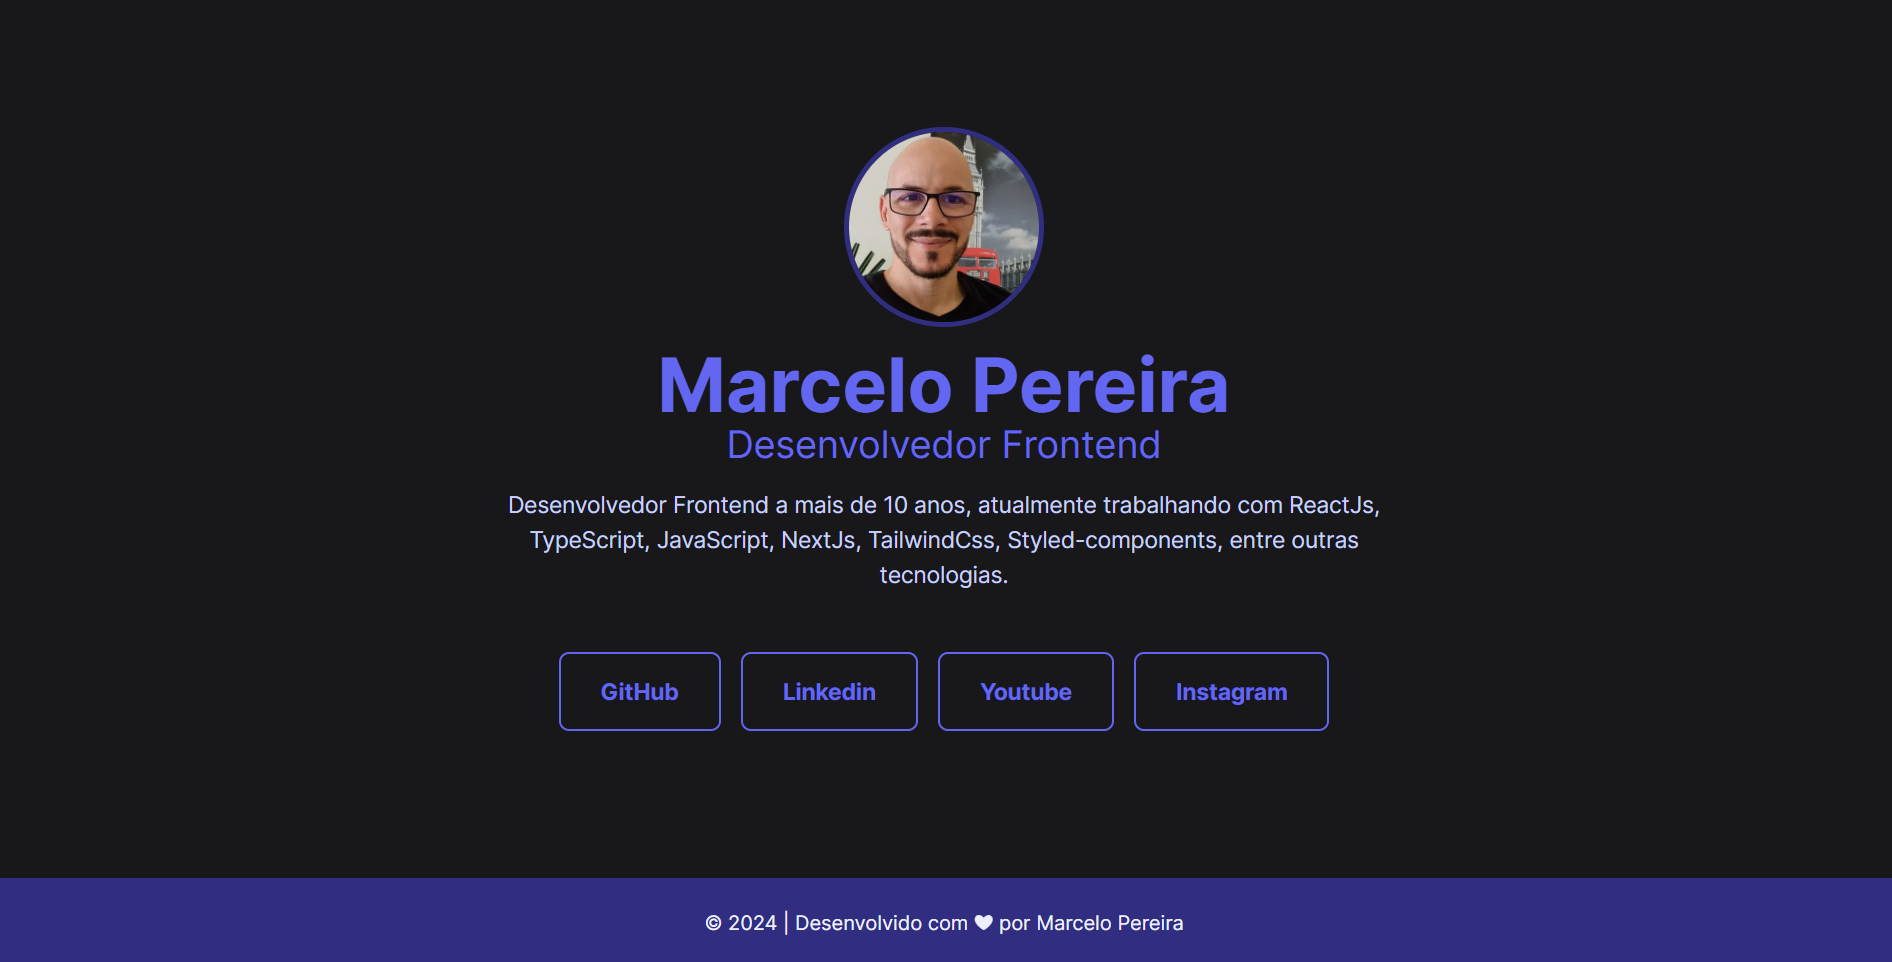 Marcelo Pereira
Desenvolvedor Frontend
Desenvolvedor Frontend a mais de 10 anos, atualmente trabalhando com ReactJs,
TypeScript, JavaScript, NextJs, TailwindCss, Styled-components, entre outras
tecnologias.
GitHub
Linkedin
Youtube
Instagram
© 2024 | Desenvolvido com ❤ por Marcelo Pereira